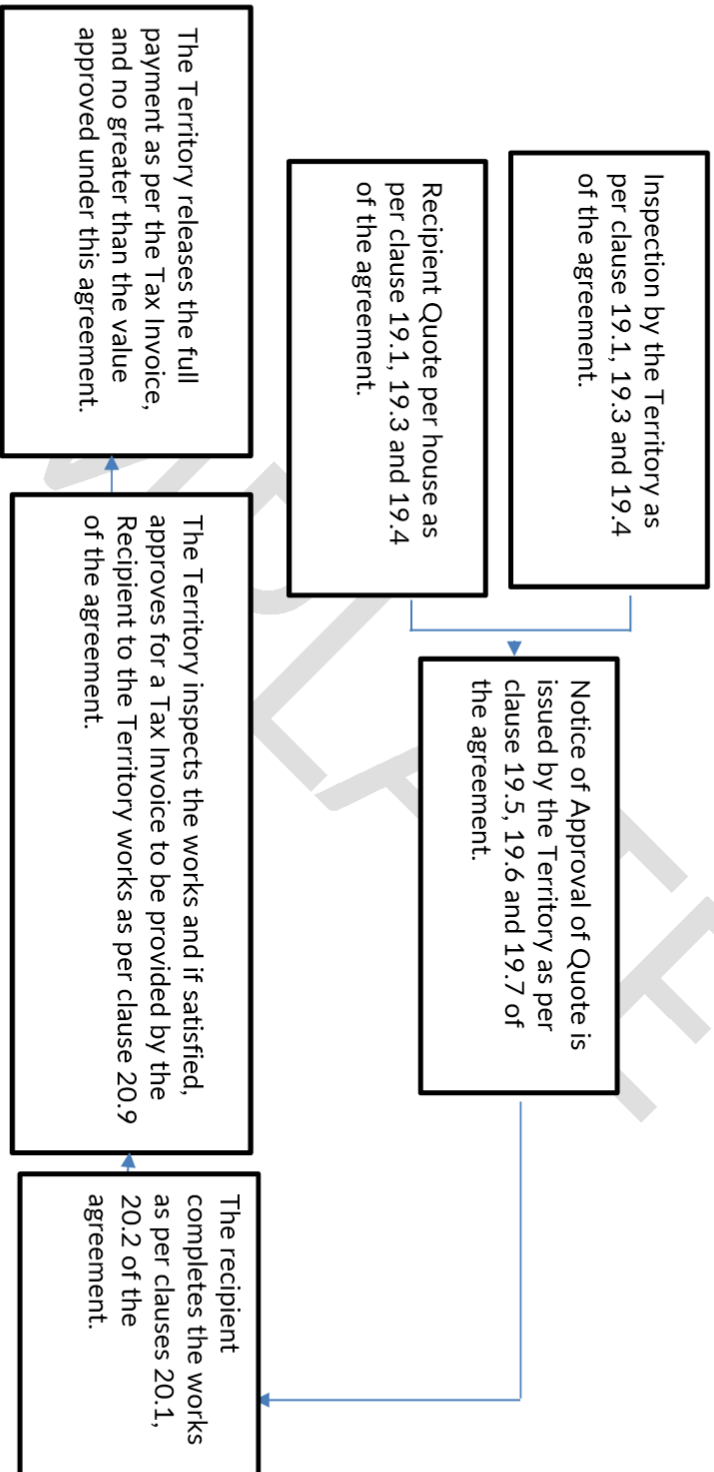 Inspection by the Territory as
per clause 19.1, 19.3 and 19.4
of the agreement.
Recipient Quote per house as
per clause 19.1, 19.3 and 19.4
of the agreement.
Notice of Approval of Quote is
issued by the Territory as per
clause 19.5, 19.6 and 19.7 of
the agreement.
The recipient
completes the works
as per clauses 20.1,
20.2 of the
agreement.
The Territory inspects the works and if satisfied,
approves for a Tax Invoice to be provided by the
Recipient to the Territory works as per clause 20.9
of the agreement.
The Territory releases the full
payment as per the Tax Invoice,
and no greater than the value
approved under this agreement.